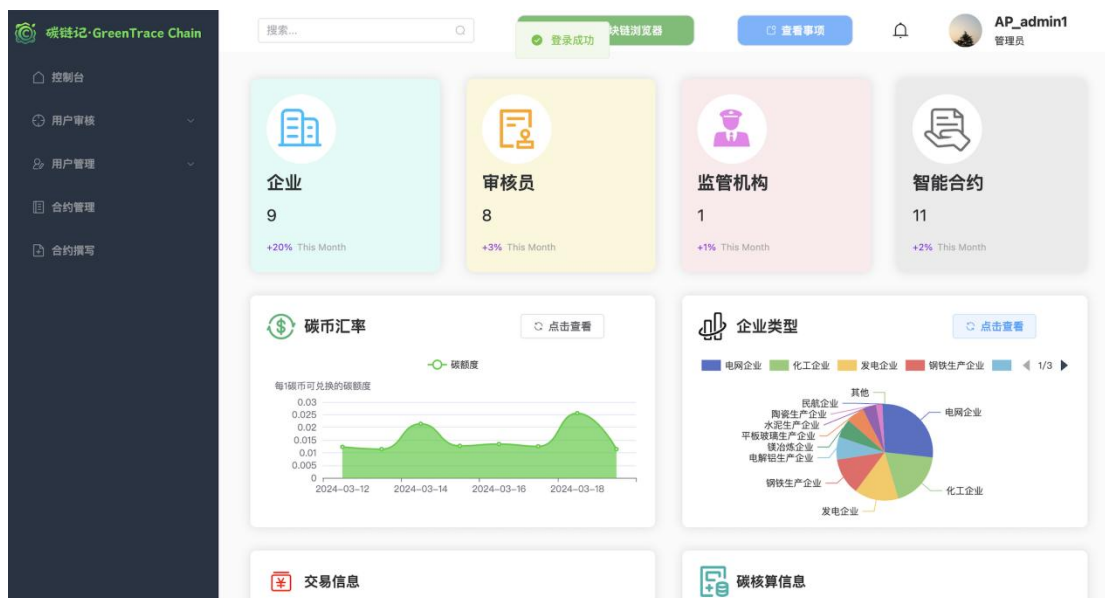 碳链记·GreenTrace Chain
搜索...
登录成功
块链浏览器
查看事项
AP_admin1
管理员
控制台
用户审核
用户管理
合约管理
合约撰写
企业
9
+20% This Month
审核员
8
+3% This Month
监管机构
1
+1% This Month
智能合约
11
+2% This Month
碳币汇率
点击查看
碳额度
每1碳币可兑换的碳额度
0.03
0.025
0.02
0.015
0.01
0.005
0
2024-03-12
2024-03-14
2024-03-16
2024-03-18
企业类型
点击查看
电网企业
化工企业
发电企业
钢铁生产企业
1/3
其他
民航企业
陶瓷生产企业
水泥生产企业
平板玻璃生产企业
镁冶炼企业
电解铝生产企业
钢铁生产企业
发电企业
电网企业
化工企业
交易信息
碳核算信息